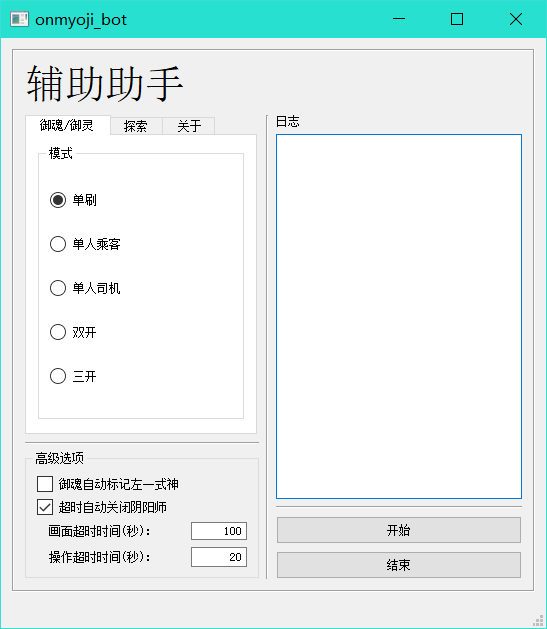 onmyoji_bot
辅助助手
御魂/御灵
探索
关于
模式
单刷
单人乘客
单人司机
双开
三开
高级选项
御魂自动标记左一式神
超时自动关闭阴阳师
画面超时时间(秒)：
100
操作超时时间(秒)：
20
日志
开始
结束